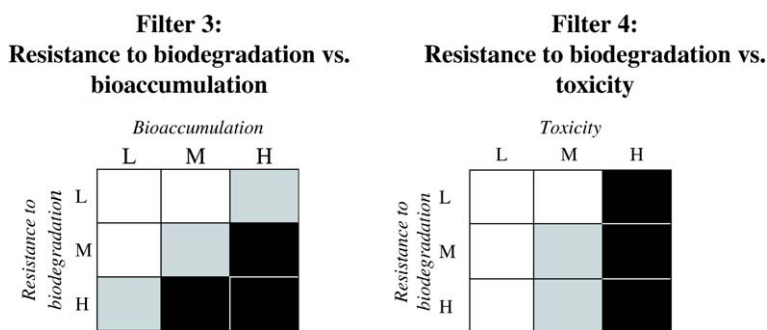 Filter 3:
Resistance to biodegradation vs.
bioaccumulation
Bioaccumulation
L M H
Resistance to
biodegradation
L
M
H
Filter 4:
Resistance to biodegradation vs.
toxicity
Toxicity
L M H
Resistance to
biodegradation
L
M
H